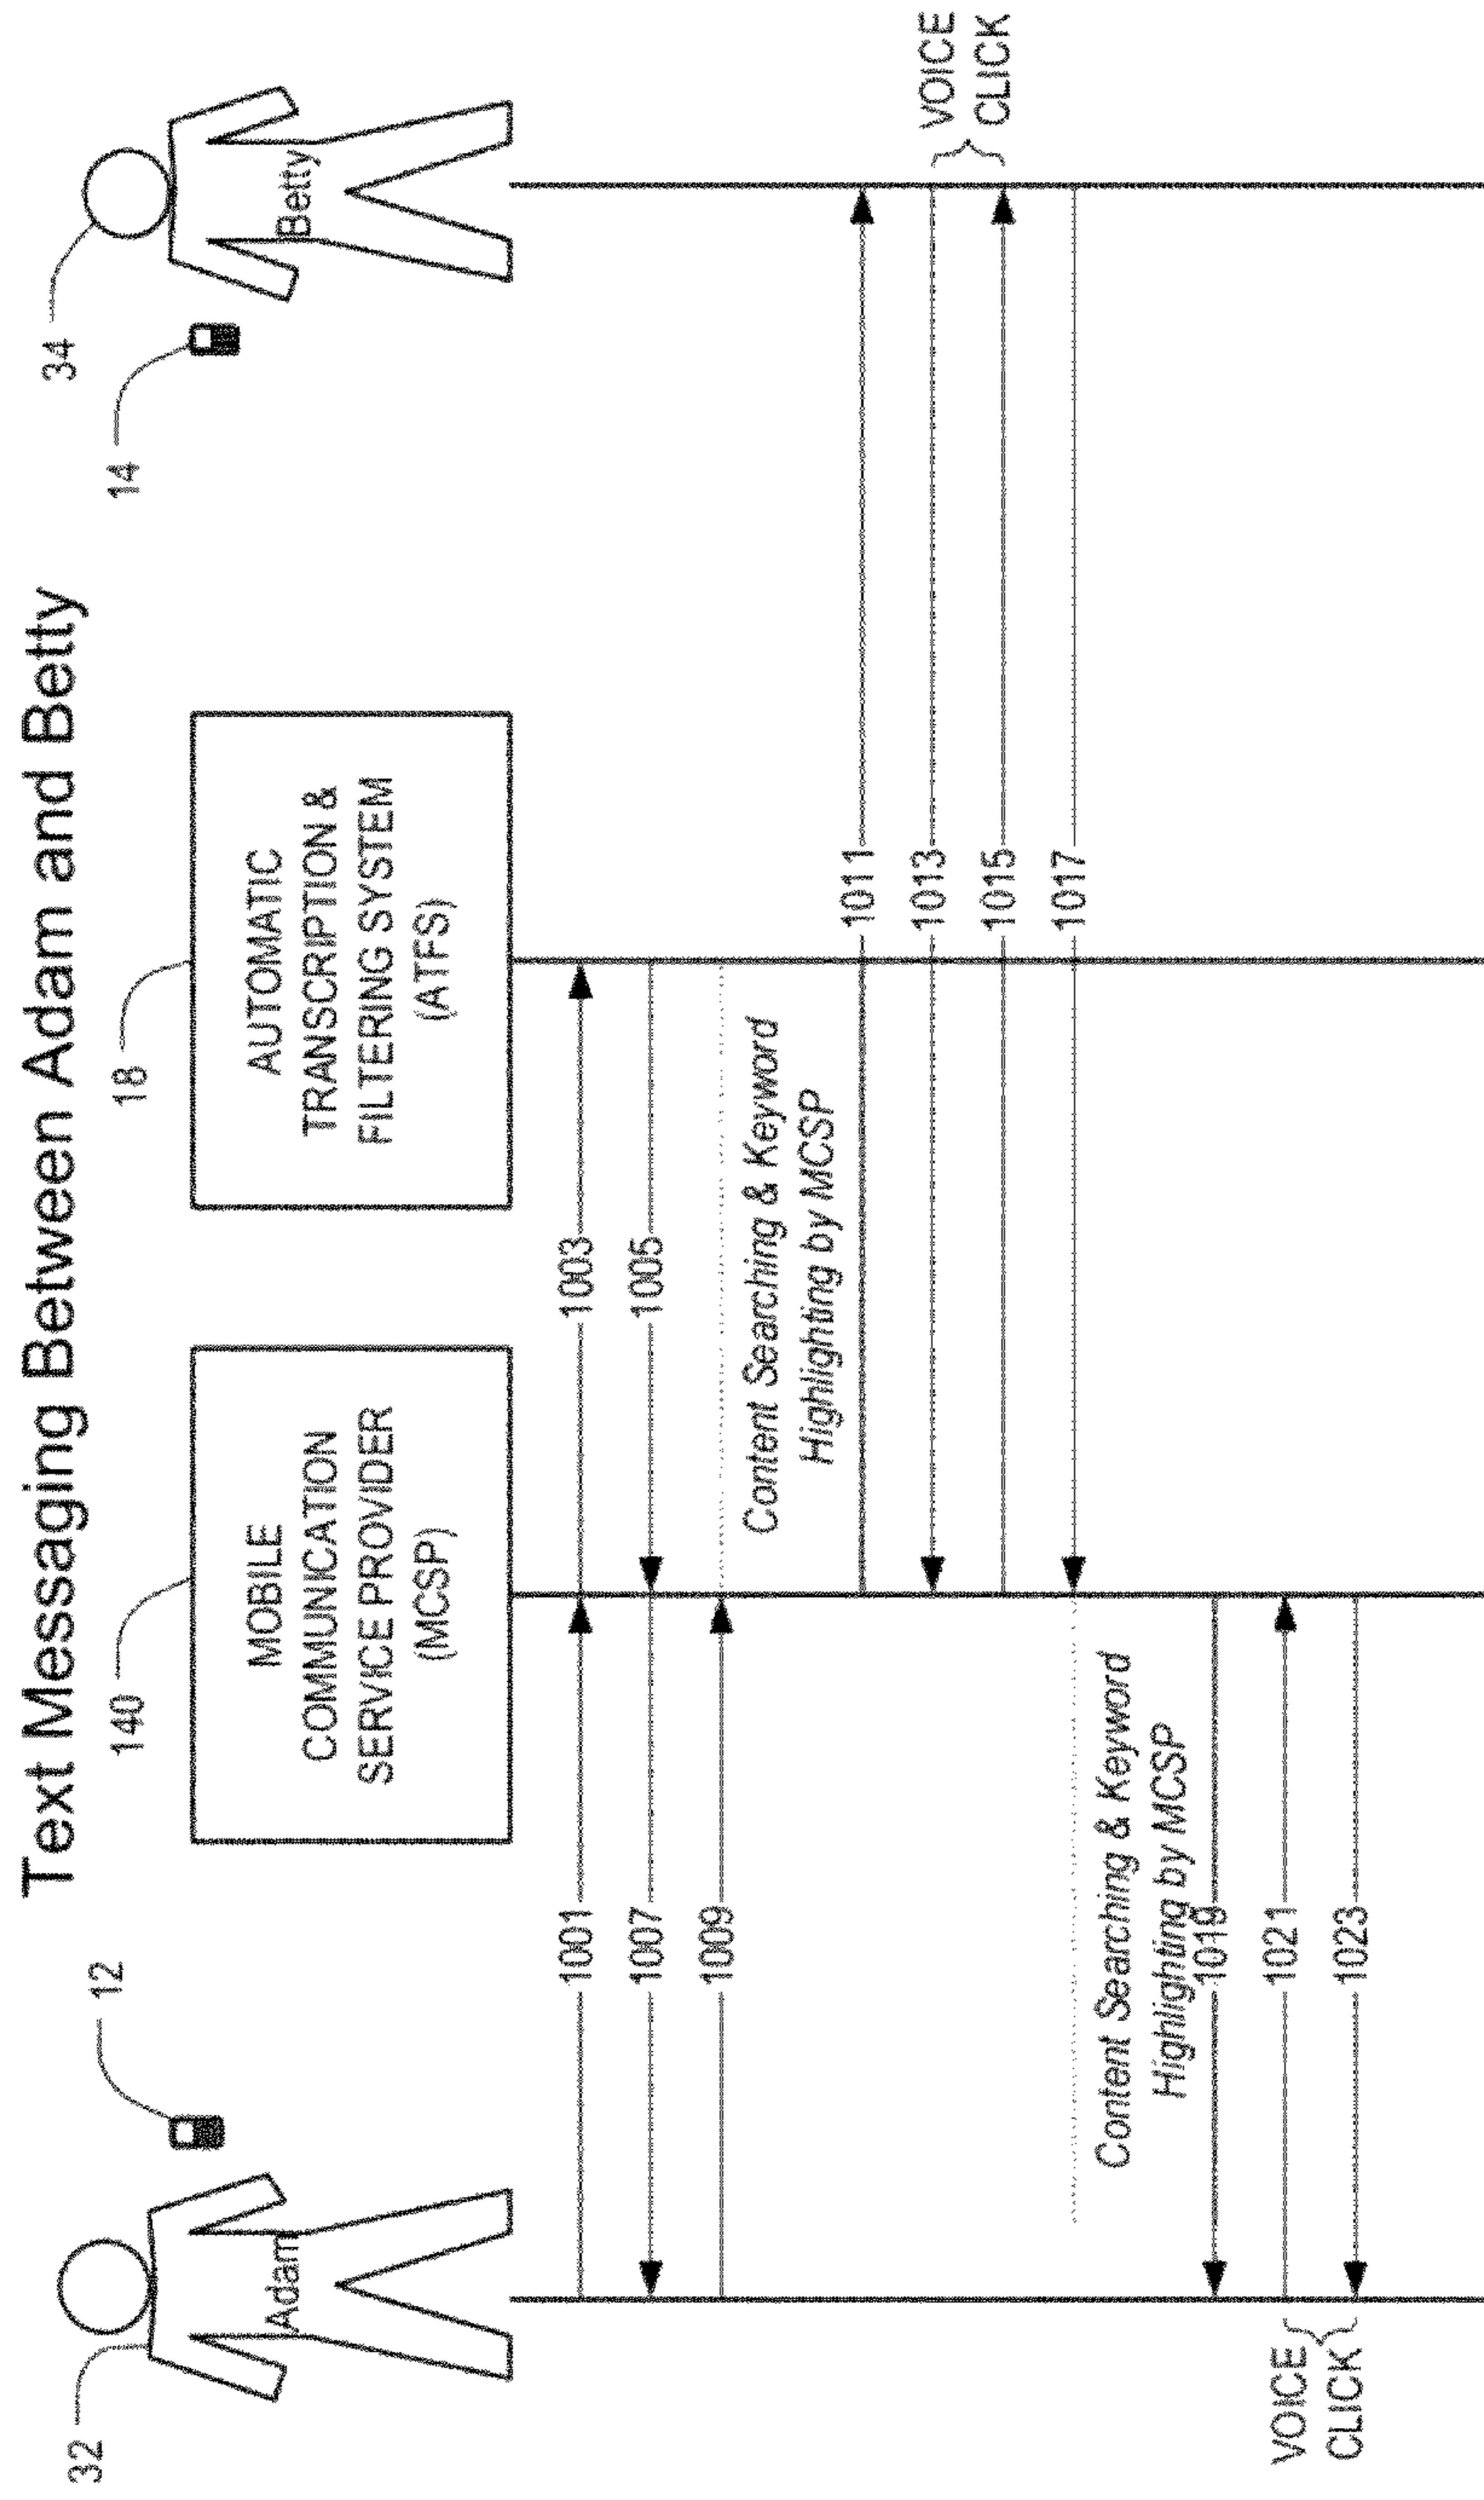 Text Messaging Between Adam and Betty
32
12
140
18
14
34
Adam
MOBILE
COMMUNICATION
SERVICE PROVIDER
(MCSP)
AUTOMATIC
TRANSCRIPTION &
FILTERING SYSTEM
(ATFS)
Betty
1001
1003
1007
1005
1009
Content Searching & Keyword
Highlighting by MCSP
1011
1013
1015
VOICE
CLICK
1017
Content Searching & Keyword
Highlighting by MCSP
1019
1021
1023
VOICE
CLICK